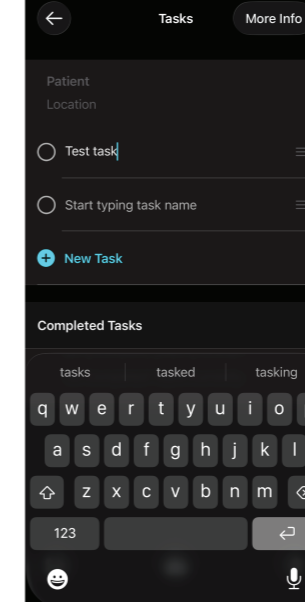 Tasks
More Info
Patient
Location
Test task
Start typing task name
New Task
Completed Tasks
tasks tasked tasking
q w e r t y u i o
a s d f g h j k l
z x c v b n m
123